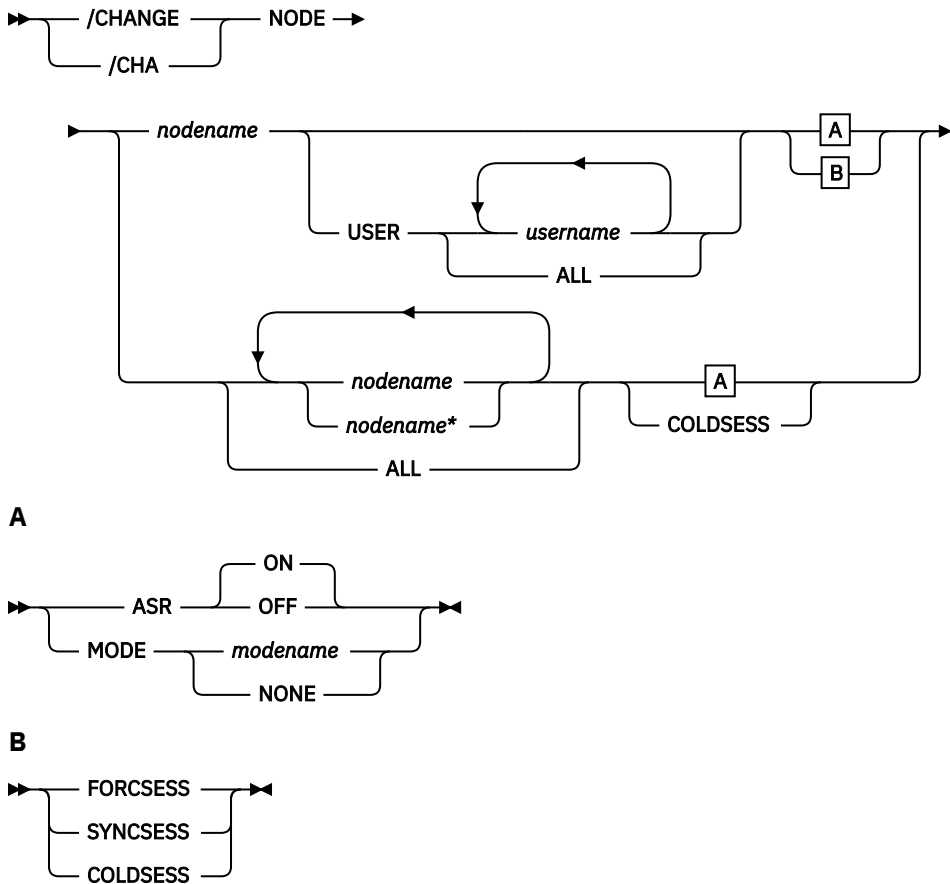 /CHANGE NODE
/CHA
nodename A
B
USER username
ALL
nodename A
nodename* COLDSESS
ALL
A
ON
ASR OFF
MODE modename
NONE
B
FORCSESS
SYNCSESS
COLDSESS